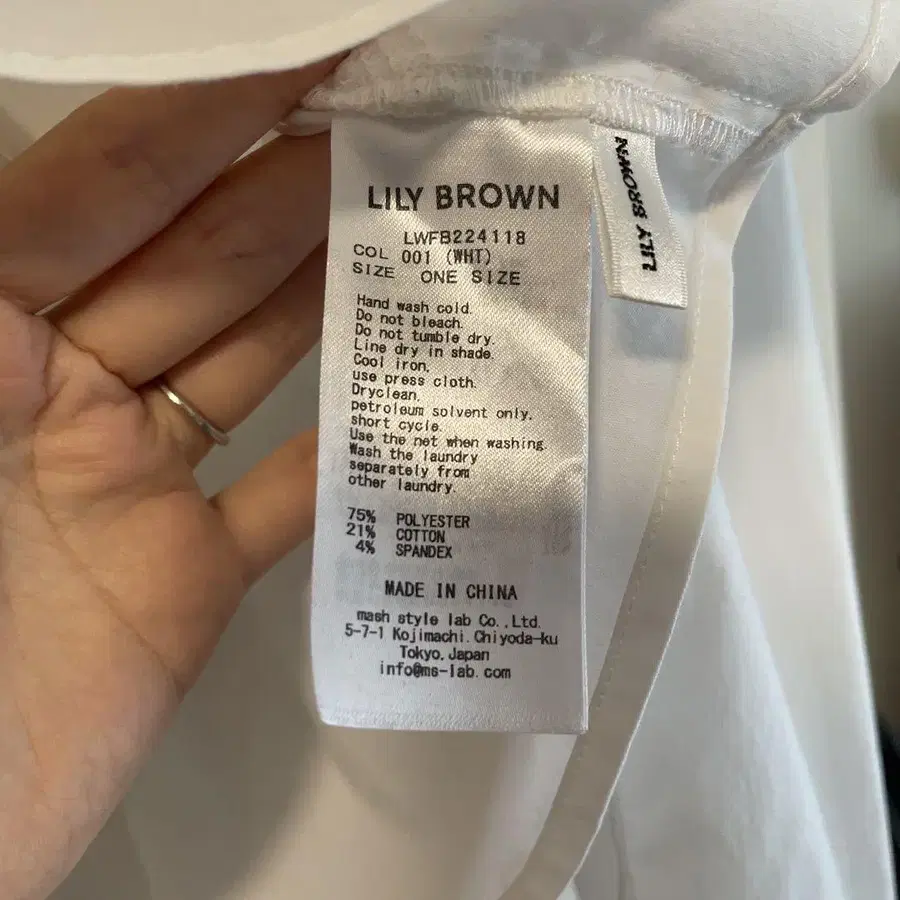 LILY BROWN
LWFB224118
COL 001 (WHT)
SIZE ONE SIZE
Hand wash cold.
Do not bleach.
Do not tumble dry.
Line dry in shade.
Cool iron,
use press cloth.
Dryclean.
petroleum solvent only.
short cycle.
Use the net when washing.
Wash the laundry
separately from
other laundry.
75% POLYESTER
21% COTTON
4% SPANDEX
MADE IN CHINA
mash style lab Co.,Ltd.
5-7-1 Kojimachi.Chiyoda-ku
Tokyo.Japan
info@ms-lab.com
LILY BROWN